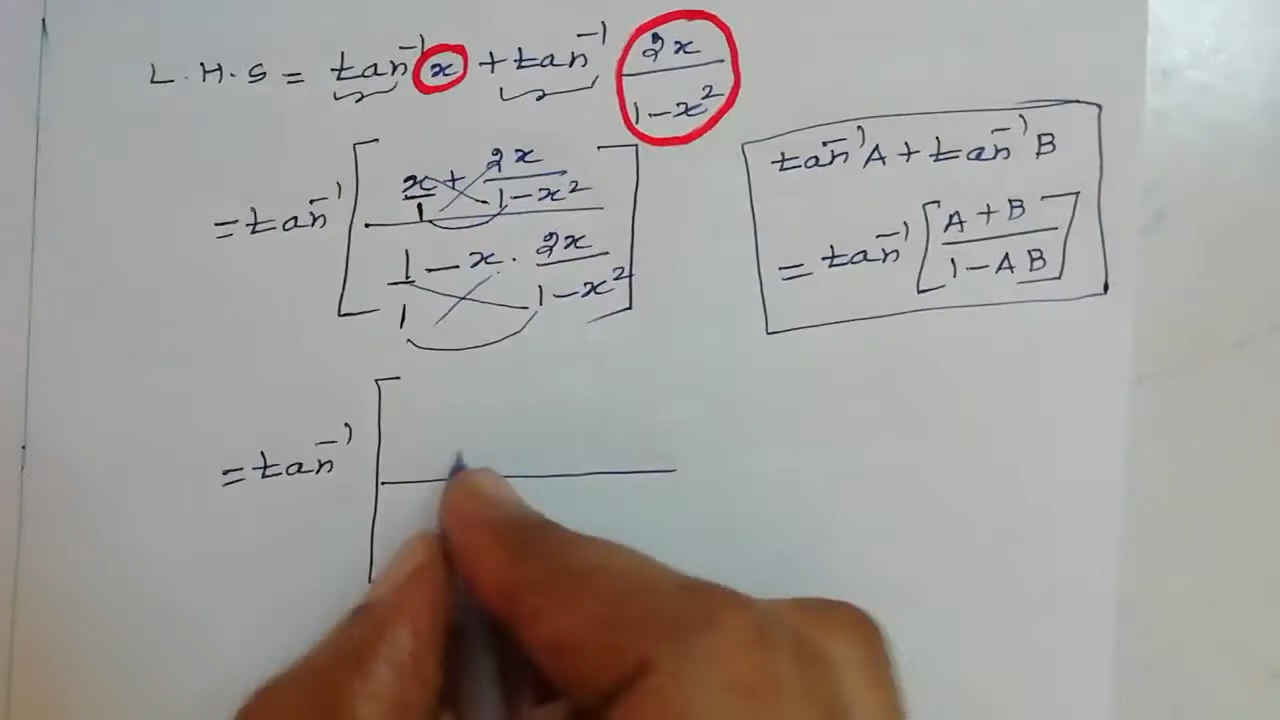 L.H.S = tan⁻¹ x + tan⁻¹ 2x/(1-x²)
= tan⁻¹ [ (x/1 + 2x/(1-x²)) / (1/1 - x · 2x/(1-x²)) ]
tan⁻¹A + tan⁻¹B
= tan⁻¹ [ (A+B)/(1-AB) ]
= tan⁻¹ [